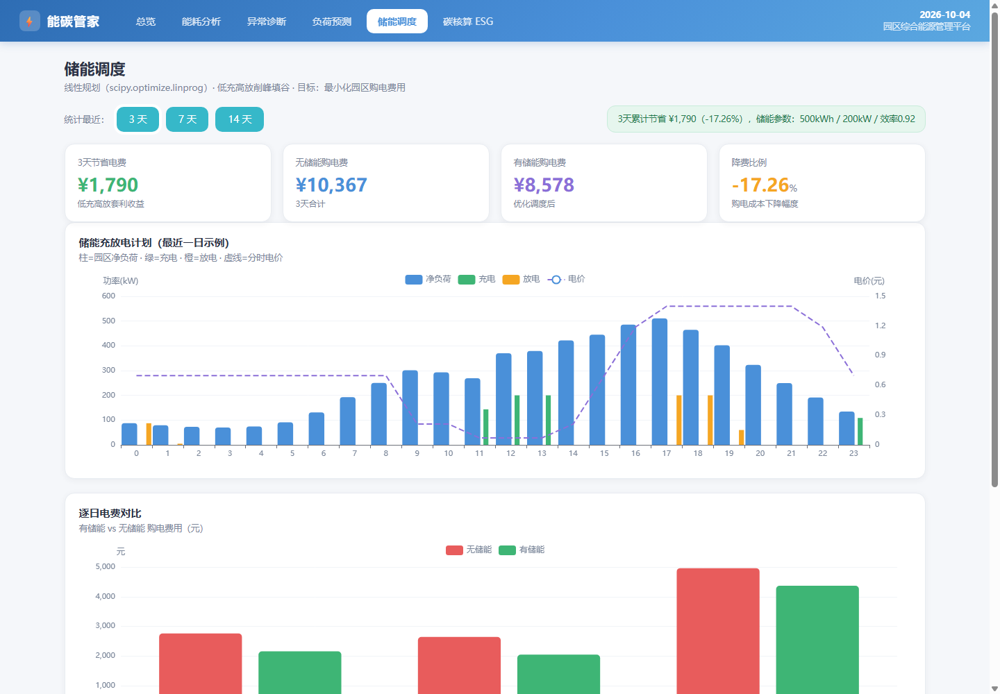 能碳管家
总览
能耗分析
异常诊断
负荷预测
储能调度
碳核算 ESG
2026-10-04
园区综合能源管理平台
储能调度
线性规划（scipy.optimize.linprog）· 低充高放削峰填谷 · 目标：最小化园区购电费用
统计最近：
3 天
7 天
14 天
3天累计节省 ¥1,790（-17.26%），储能参数：500kWh / 200kW / 效率0.92
3天节省电费
¥1,790
低充高放套利收益
无储能购电费
¥10,367
3天合计
有储能购电费
¥8,578
优化调度后
降费比例
-17.26%
购电成本下降幅度
储能充放电计划（最近一日示例)
柱=园区净负荷 · 绿=充电 · 橙=放电 · 虚线=分时电价
功率(kW)
净负荷
充电
放电
电价
电价(元)
600
500
400
300
200
100
0
1.5
1.2
0.9
0.6
0.3
0
0 1 2 3 4 5 6 7 8 9 10 11 12 13 14 15 16 17 18 19 20 21 22 23
逐日电费对比
有储能 vs 无储能 购电费用（元）
元
无储能
有储能
5,000
4,000
3,000
2,000
1,000